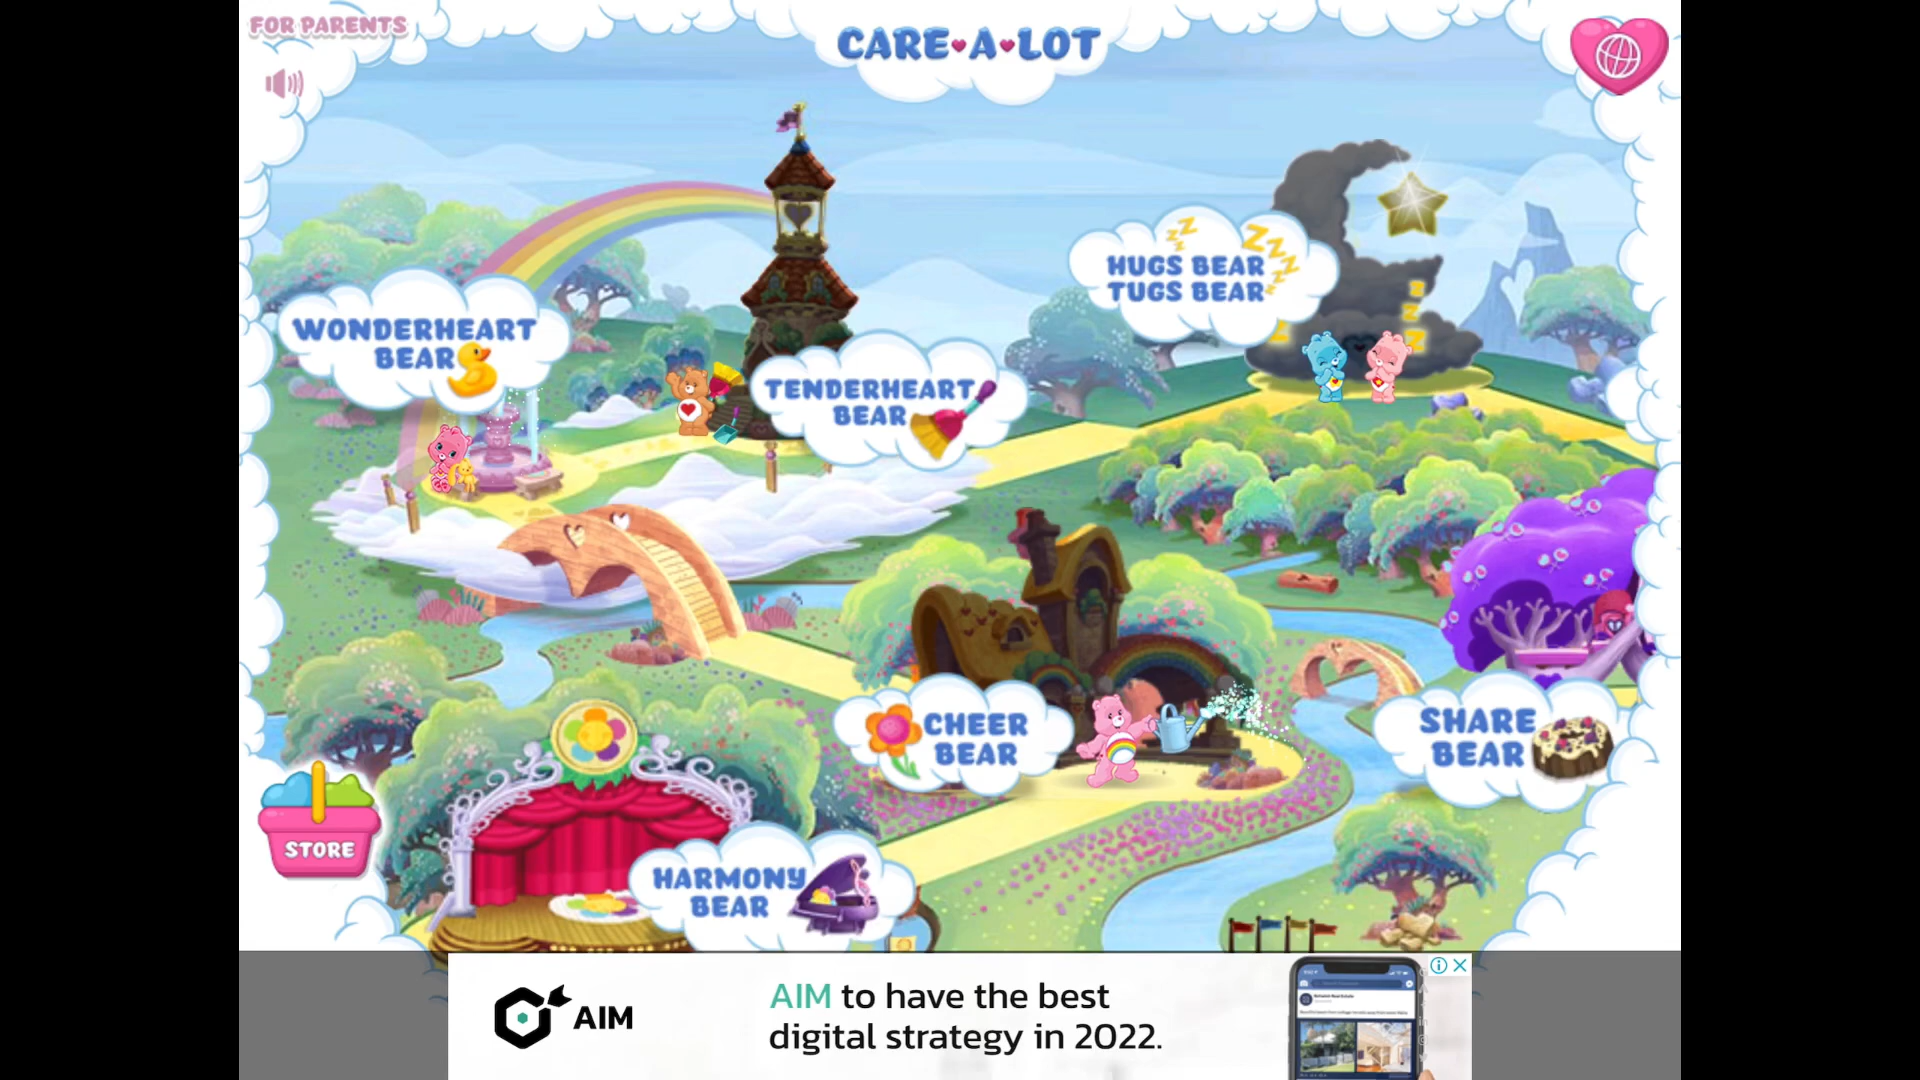 FOR PARENTS
CARE•A•LOT
HUGS BEAR
TUGS BEAR
WONDERHEART
BEAR
TENDERHEART
BEAR
CHEER
BEAR
SHARE
BEAR
STORE
HARMONY
BEAR
AIM
AIM to have the best
digital strategy in 2022.